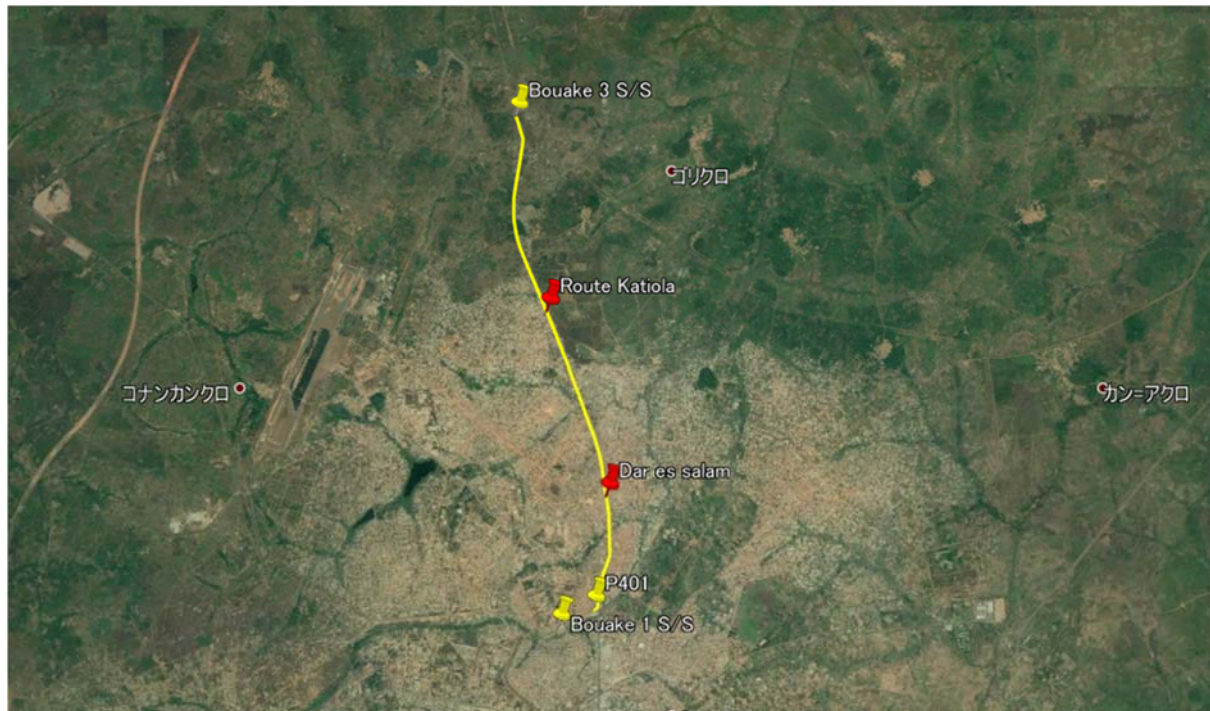 Bouake 3 S/S
ゴリクロ
Route Katiola
コナンカンクロ
カン=アクロ
Dar es salam
P401
Bouake 1 S/S